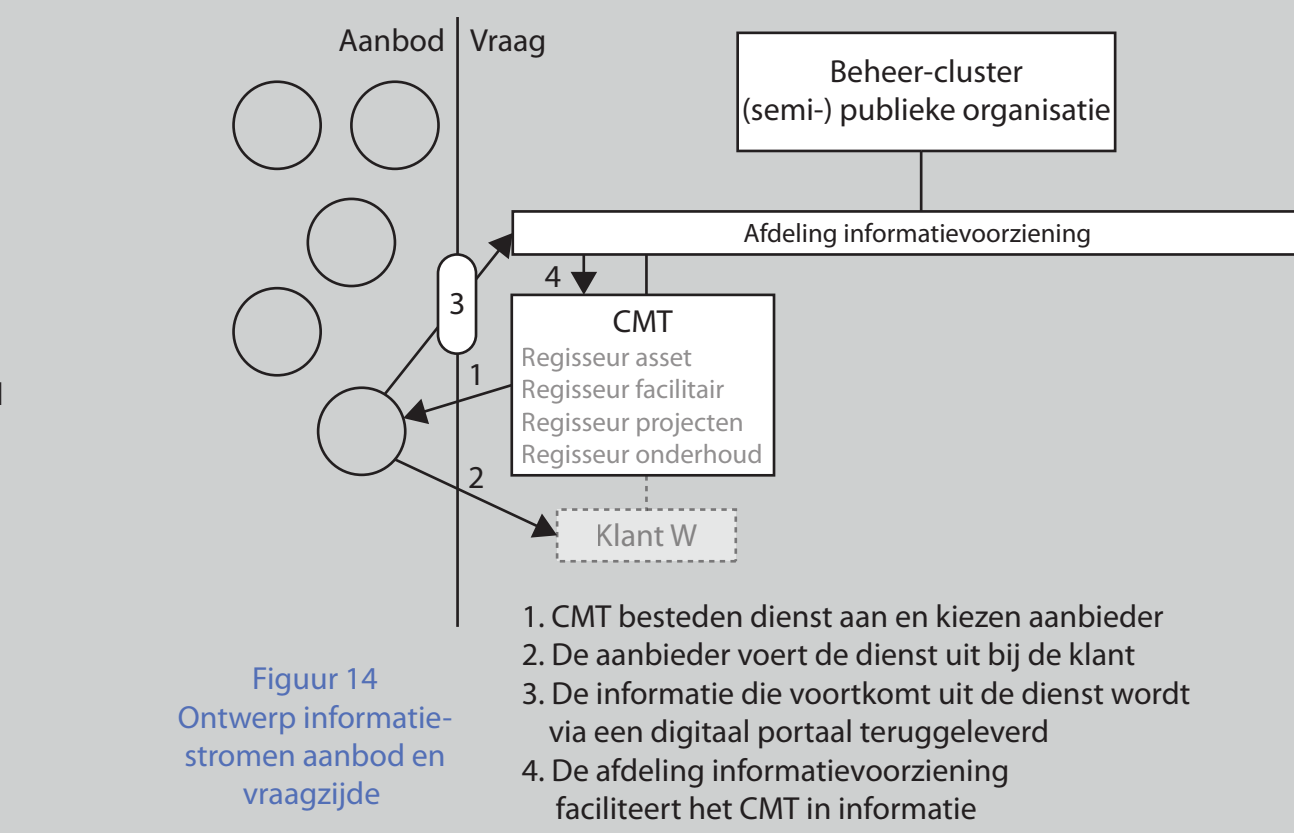 Aanbod
Vraag
Beheer-cluster
(semi-) publieke organisatie
Afdeling informatievoorziening
3
4
CMT
Regisseur asset
Regisseur facilitair
Regisseur projecten
Regisseur onderhoud
1
2
Klant W
1. CMT besteden dienst aan en kiezen aanbieder
2. De aanbieder voert de dienst uit bij de klant
3. De informatie die voortkomt uit de dienst wordt
via een digitaal portaal teruggeleverd
4. De afdeling informatievoorziening
faciliteert het CMT in informatie
Figuur 14
Ontwerp informatie-
stromen aanbod en
vraagzijde